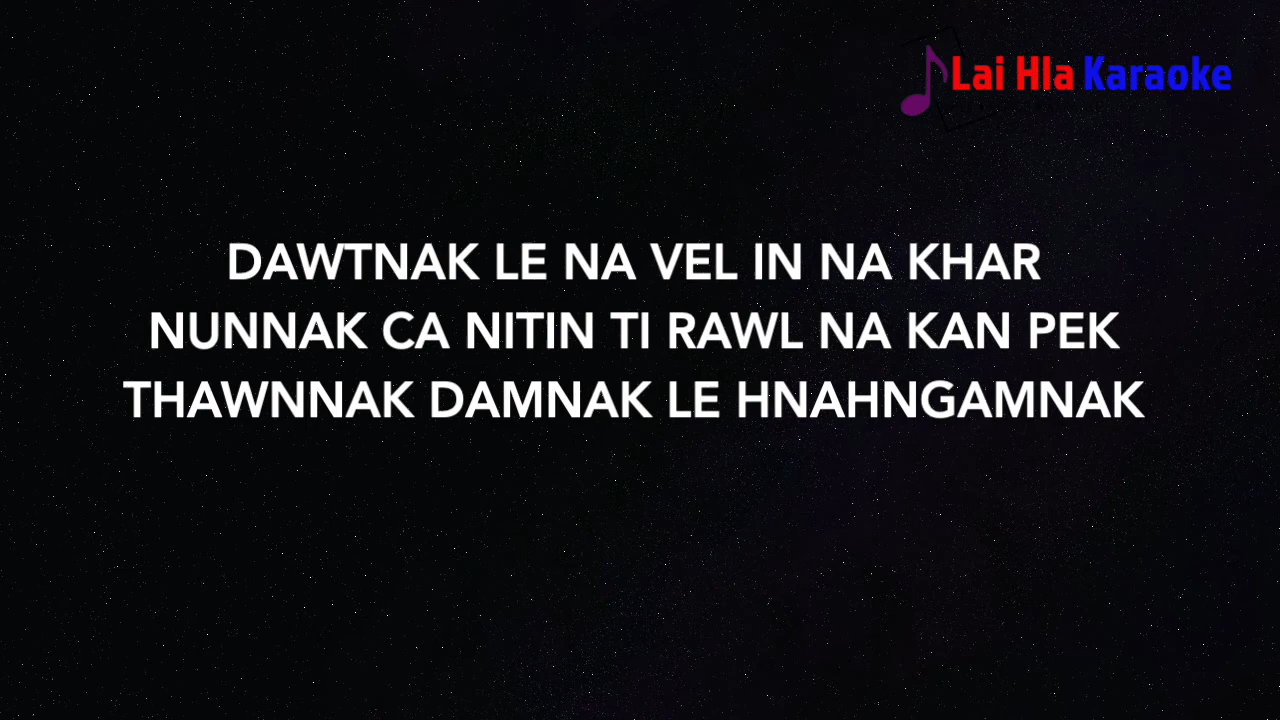 Lai Hla Karaoke
DAWTNAK LE NA VEL IN NA KHAR
NUNNAK CA NITIN TI RAWL NA KAN PEK
THAWNNAK DAMNAK LE HNAHNGAMNAK